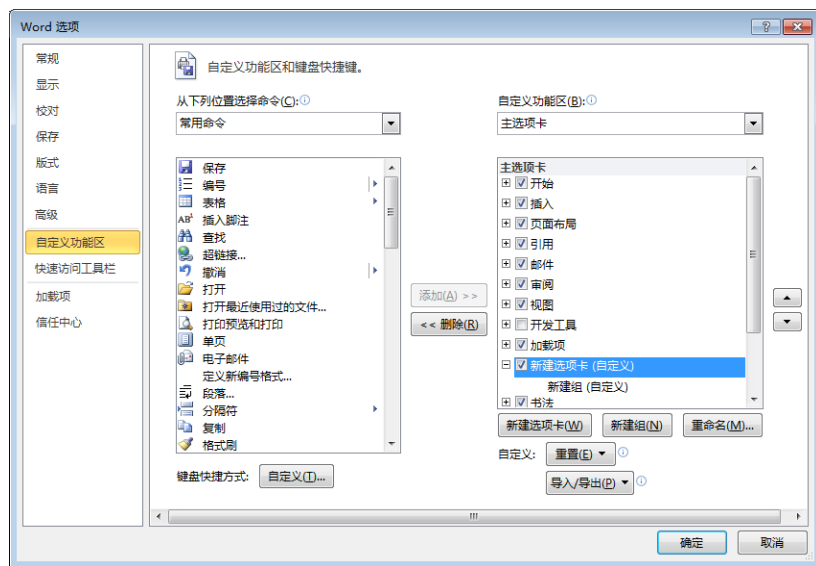 Word 选项
常规
显示
校对
保存
版式
语言
高级
自定义功能区
快速访问工具栏
加载项
信任中心
自定义功能区和键盘快捷键。
从下列位置选择命令(C):
常用命令
保存
编号
表格
插入脚注
查找
超链接...
撤消
打开
打开最近使用过的文件...
打印预览和打印
单页
电子邮件
定义新编号格式...
段落...
分隔符
复制
格式刷
键盘快捷方式:
自定义(T)...
添加(A) >>
<< 删除(R)
自定义功能区(B):
主选项卡
主选项卡
开始
插入
页面布局
引用
邮件
审阅
视图
开发工具
加载项
新建选项卡 (自定义)
新建组 (自定义)
书法
新建选项卡(W)
新建组(N)
重命名(M)...
自定义:
重置(E)
导入/导出(P)
确定
取消